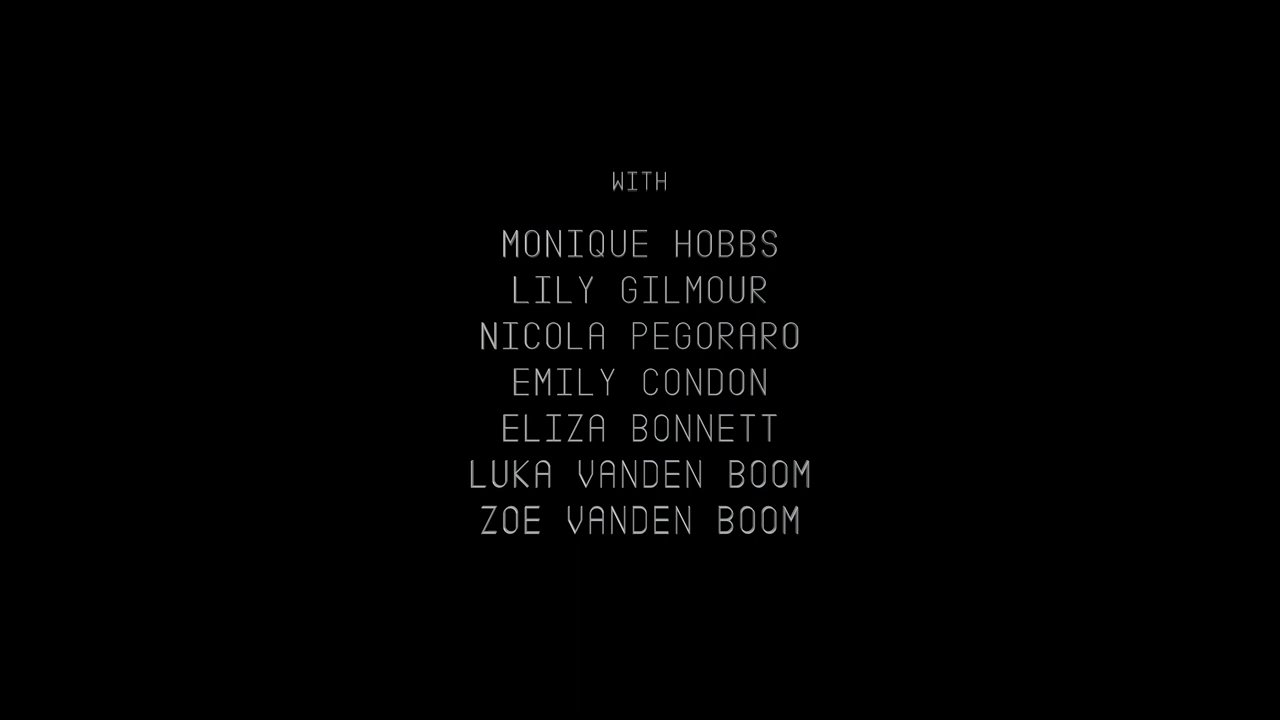 WITH
MONIQUE HOBBS
LILY GILMOUR
NICOLA PEGORARO
EMILY CONDON
ELIZA BONNETT
LUKA VANDEN BOOM
ZOE VANDEN BOOM